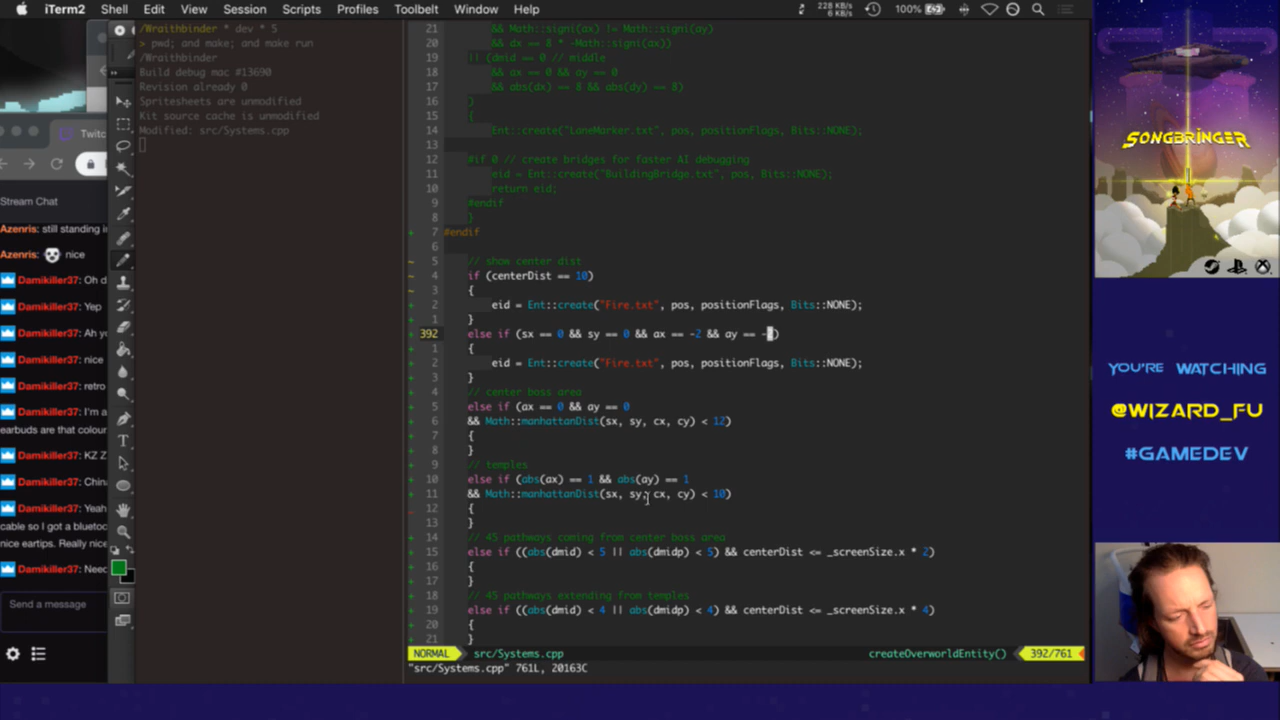 iTerm2 Shell Edit View Session Scripts Profiles Toolbelt Window Help
228 KB/s
6 KB/s
100%
/Wraithbinder * dev * 5
> pwd; and make; and make run
/Wraithbinder
Build debug mac #13690
Revision already 0
Spritesheets are unmodified
Kit source cache is unmodified
Modified: src/Systems.cpp
Twitc
Stream Chat
Azenris: still standing i
Azenris: nice
Damikiller37: Oh d
Damikiller37: Yep
Damikiller37: Ah y
Damikiller37: nice
Damikiller37: retro
Damikiller37: I'm a
earbuds are that colour
Damikiller37: KZ Z
Damikiller37: China
Damikiller37: Yeah
cable so I got a bluetoo
nice eartips. Really nice
Damikiller37: Need
Send a message
21 && Math::signi(ax) != Math::signi(ay)
20 && dx == 8 * -Math::signi(ax))
19 || (dmid == 0 // middle
18 && ax == 0 && ay == 0
17 && abs(dx) == 8 && abs(dy) == 8)
16 )
15 {
14 Ent::create("LaneMarker.txt", pos, positionFlags, Bits::NONE);
13
12 #if 0 // create bridges for faster AI debugging
11 eid = Ent::create("BuildingBridge.txt", pos, Bits::NONE);
10 return eid;
9 #endif
8 }
7 #endif
6
5 // show center dist
4 if (centerDist == 10)
3 {
2 eid = Ent::create("Fire.txt", pos, positionFlags, Bits::NONE);
1 }
392 else if (sx == 0 && sy == 0 && ax == -2 && ay == - )
1 {
2 eid = Ent::create("Fire.txt", pos, positionFlags, Bits::NONE);
3 }
4 // center boss area
5 else if (ax == 0 && ay == 0
6 && Math::manhattanDist(sx, sy, cx, cy) < 12)
7 {
8 }
9 // temples
10 else if (abs(ax) == 1 && abs(ay) == 1
11 && Math::manhattanDist(sx, sy, cx, cy) < 10)
12 {
13 }
14 // 45 pathways coming from center boss area
15 else if ((abs(dmid) < 5 || abs(dmidp) < 5) && centerDist <= _screenSize.x * 2)
16 {
17 }
18 // 45 pathways extending from temples
19 else if ((abs(dmid) < 4 || abs(dmidp) < 4) && centerDist <= _screenSize.x * 4)
20 {
21 }
NORMAL src/Systems.cpp createOverworldEntity() 392/761
"src/Systems.cpp" 761L, 20163C
SONGBRINGER
YOU'RE WATCHING
@WIZARD_FU
#GAMEDEV